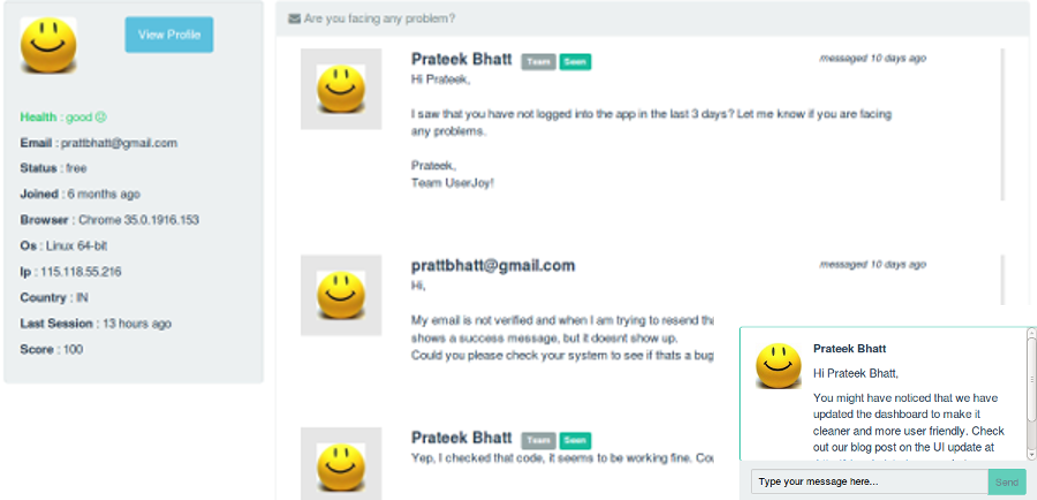 View Profile
Health : good ☺
Email : prattbhatt@gmail.com
Status : free
Joined : 6 months ago
Browser : Chrome 35.0.1916.153
Os : Linux 64-bit
Ip : 115.118.55.216
Country : IN
Last Session : 13 hours ago
Score : 100
Are you facing any problem?
Prateek Bhatt Team Seen messaged 10 days ago
Hi Prateek,
I saw that you have not logged into the app in the last 3 days? Let me know if you are facing
any problems.
Prateek,
Team UserJoy!
prattbhatt@gmail.com messaged 10 days ago
Hi,
My email is not verified and when I am trying to resend
shows a success message, but it doesnt show up.
Could you please check your system to see if thats a bug
Prateek Bhatt Team Seen
Yep, I checked that code, it seems to be working fine.
Prateek Bhatt
Hi Prateek Bhatt,
You might have noticed that we have
updated the dashboard to make it
cleaner and more user friendly. Check
out our blog post on the UI update at
Type your message here...
Send